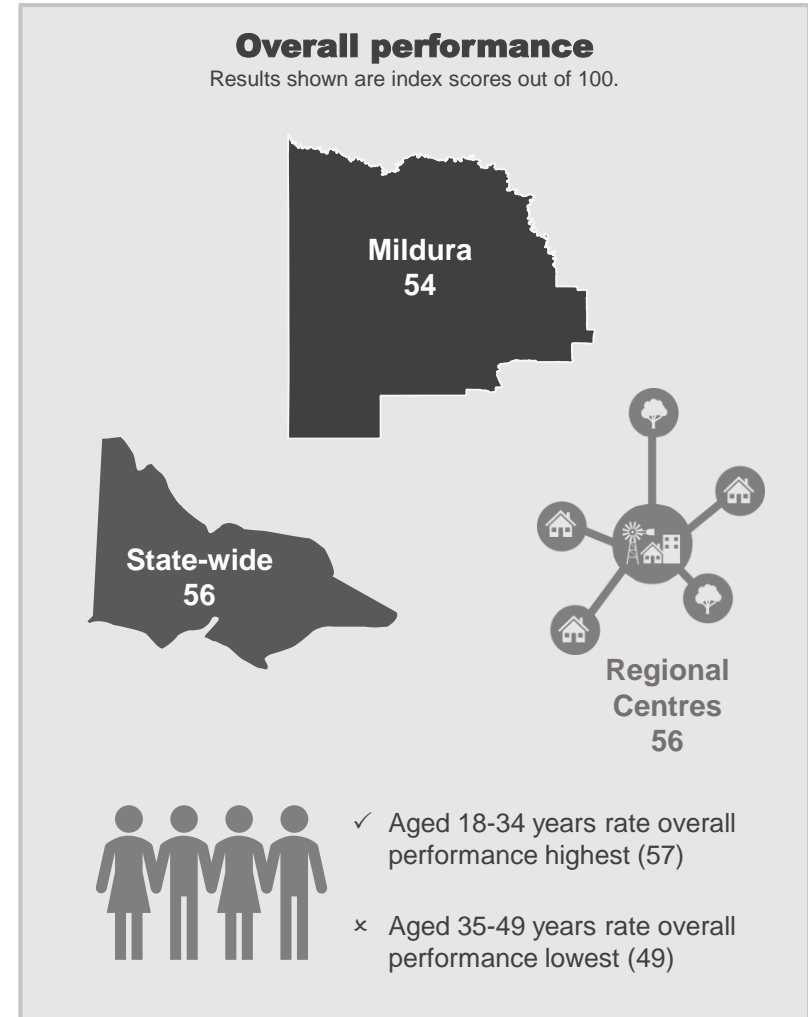 Overall performance
Results shown are index scores out of 100.
Mildura
54
State-wide
56
Regional
Centres
56
✓ Aged 18-34 years rate overall
performance highest (57)
× Aged 35-49 years rate overall
performance lowest (49)